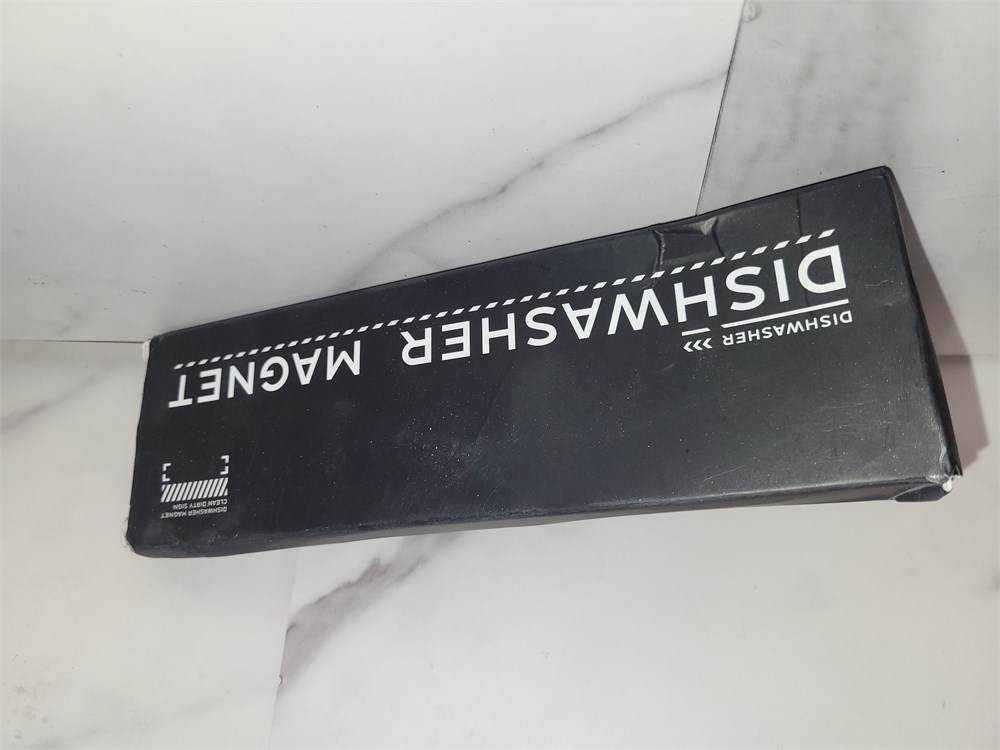 DISHWASHER MAGNET
CLEAN DIRTY SIGN
DISHWASHER >>>
DISHWASHER MAGNET